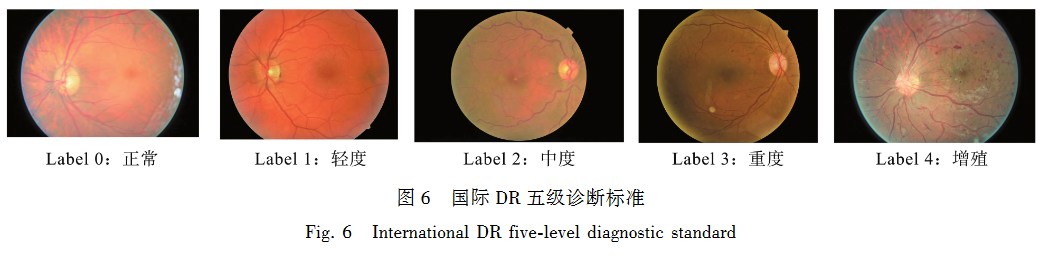 Label 0：正常 Label 1：轻度 Label 2：中度 Label 3：重度 Label 4：增殖
图 6 国际 DR 五级诊断标准
Fig. 6 International DR five-level diagnostic standard